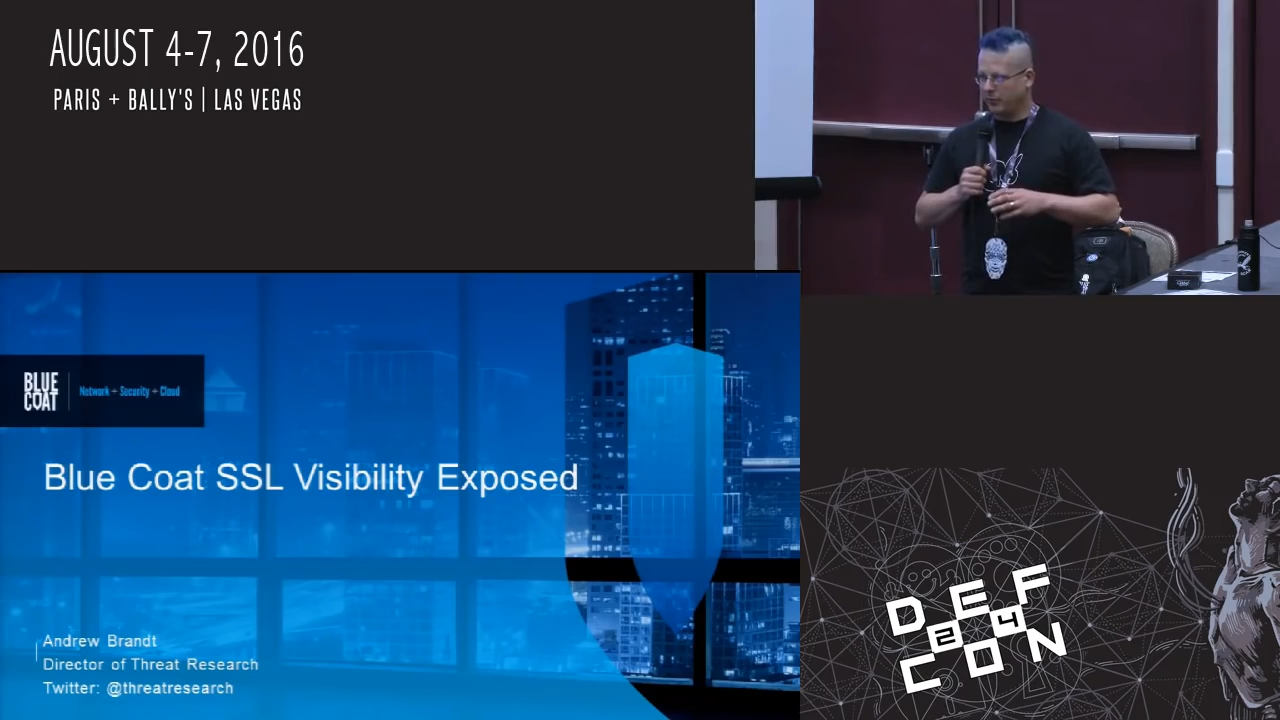 AUGUST 4-7, 2016
PARIS + BALLY'S | LAS VEGAS
BLUE
COAT
Network + Security + Cloud
Blue Coat SSL Visibility Exposed
Andrew Brandt
Director of Threat Research
Twitter: @threatresearch
DEF
24
CON